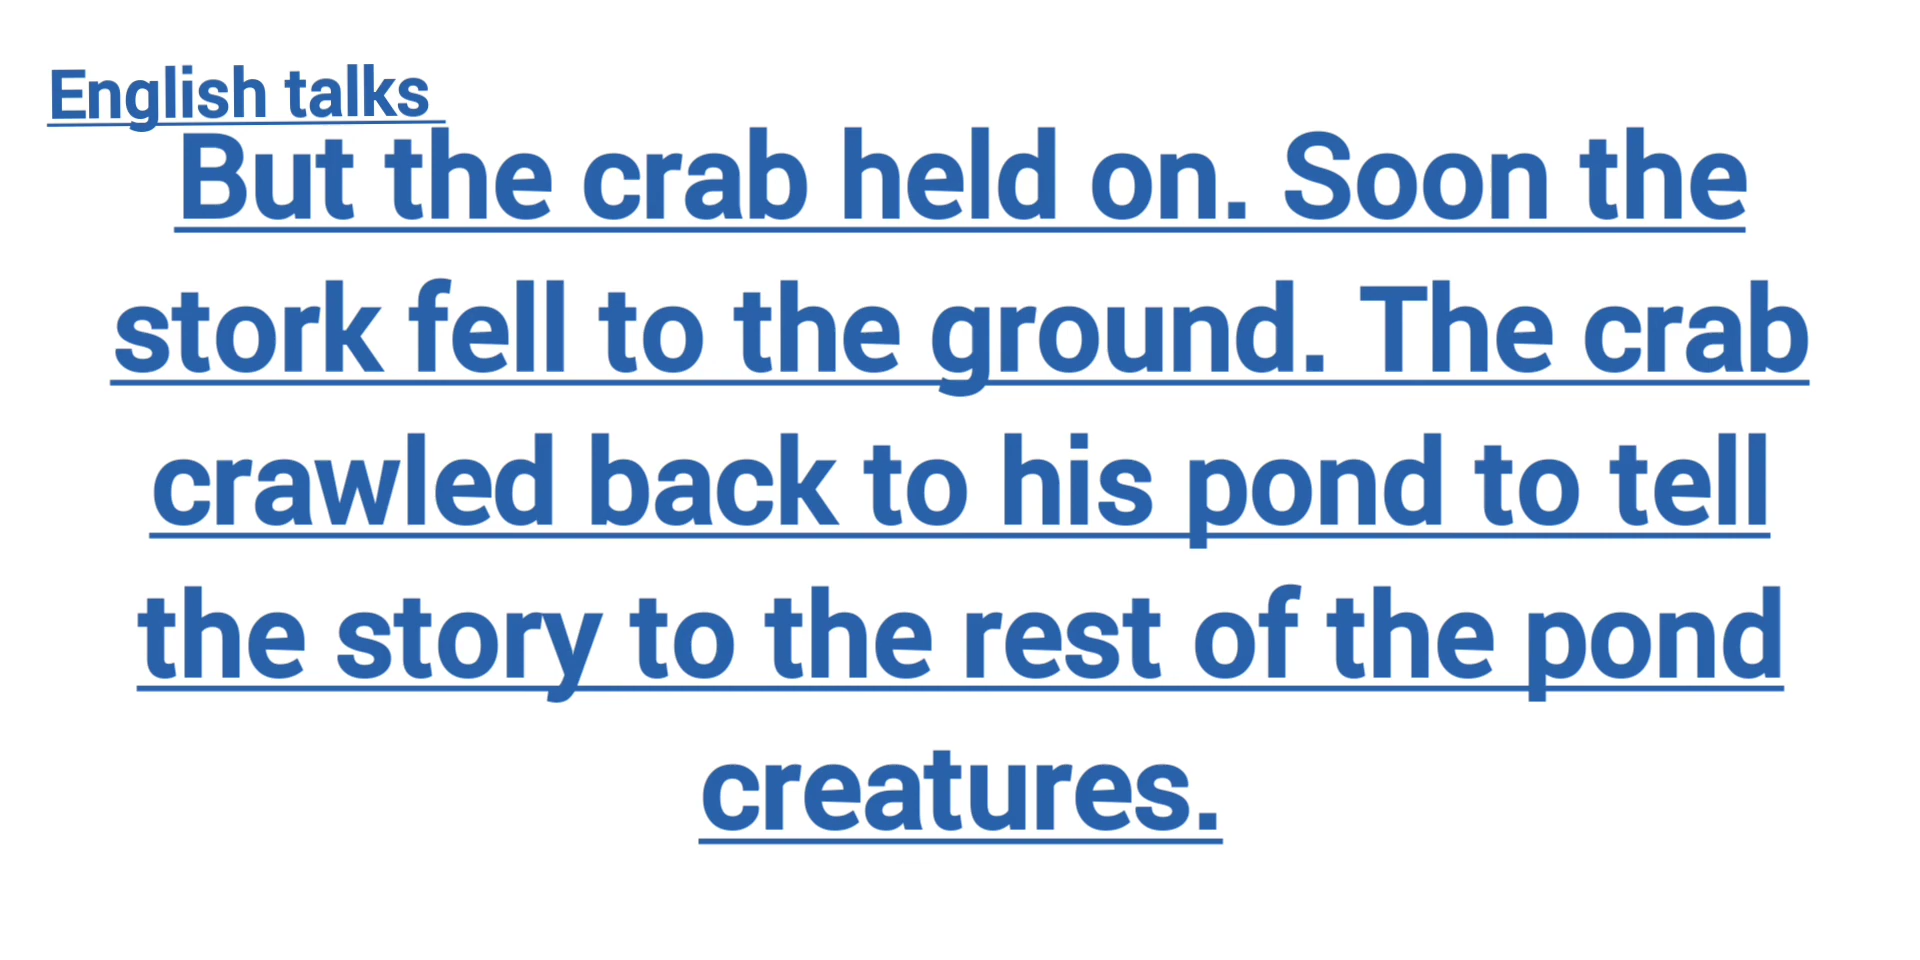 English talks
But the crab held on. Soon the
stork fell to the ground. The crab
crawled back to his pond to tell
the story to the rest of the pond
creatures.